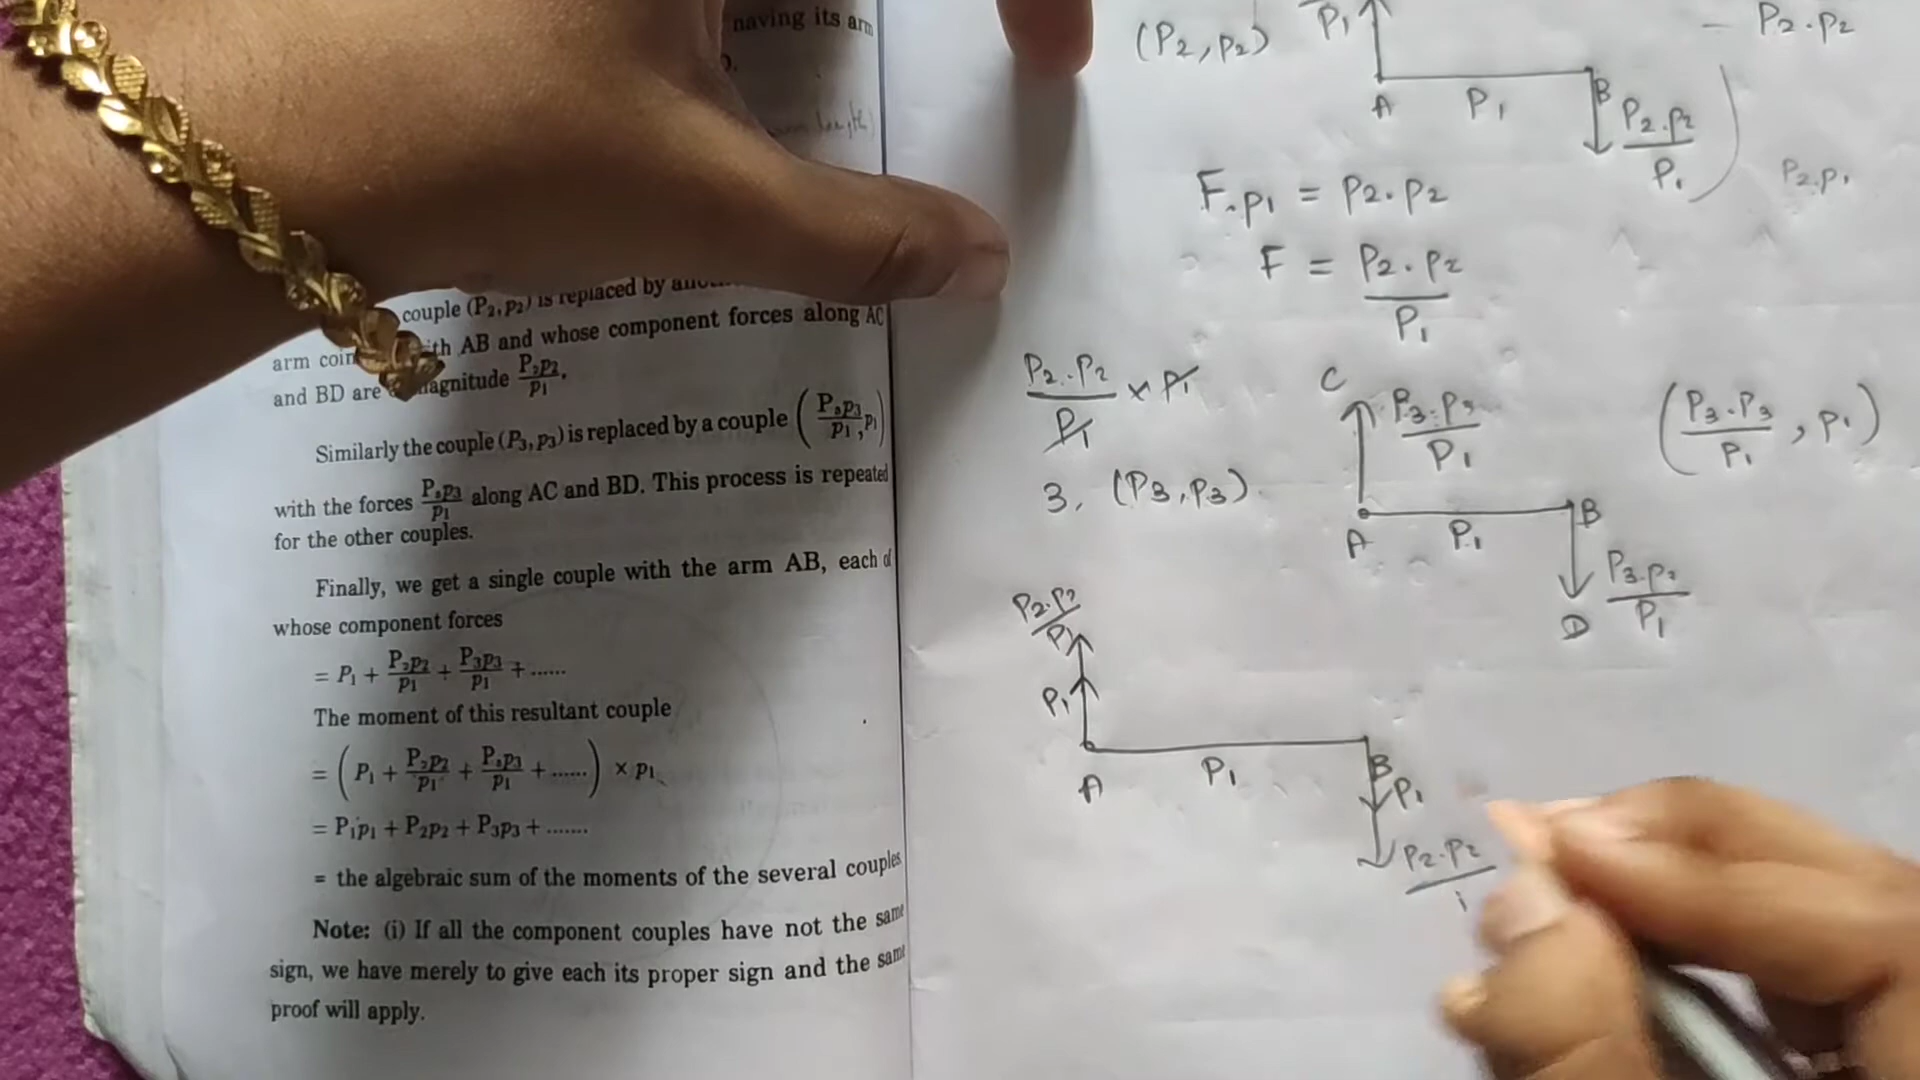 having its arm
couple (P₂, p₂) is replaced by
arm AB and whose component forces along AC
and BD are magnitude P₂p₂/p₁.
Similarly the couple (P₃, p₃) is replaced by a couple (P₃p₃/p₁, p₁)
with the forces P₃p₃/p₁ along AC and BD. This process is repeated
for the other couples.
Finally, we get a single couple with the arm AB, each of
whose component forces
= P₁ + P₂p₂/p₁ + P₃p₃/p₁ + ......
The moment of this resultant couple
= (P₁ + P₂p₂/p₁ + P₃p₃/p₁ + ......) × p₁
= P₁p₁ + P₂p₂ + P₃p₃ + .......
= the algebraic sum of the moments of the several couples
Note: (i) If all the component couples have not the same
sign, we have merely to give each its proper sign and the same
proof will apply.
(P₂, p₂)
P₁
– P₂.p₂
A
P₁
B
P₂.p₂/P₁
P₂.p₁
F.p₁ = P₂.p₂
F = P₂.p₂/P₁
P₂.p₂/P₁ × P₁
C
P₃.p₃/P₁
(P₃.P₃/P₁, P₁)
3, (P₃,p₃)
A
P₁
B
P₃.p₃/P₁
D
P₂.p₂/P₁
P₁
A
P₁
B
P₁
P₂.p₂